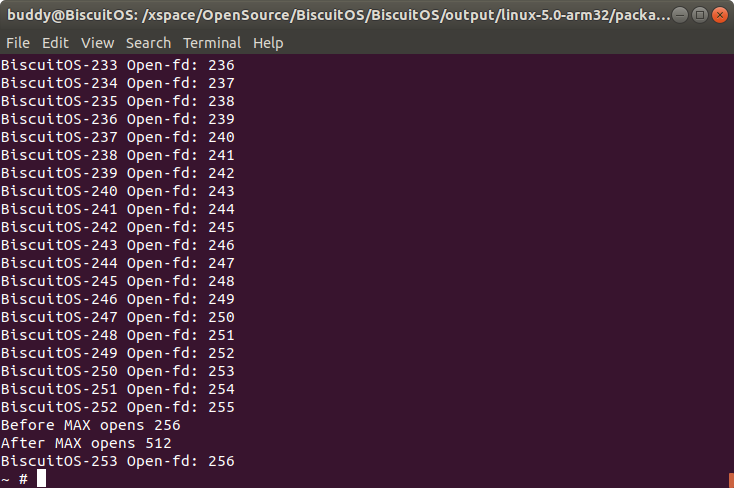 buddy@BiscuitOS: /xspace/OpenSource/BiscuitOS/BiscuitOS/output/linux-5.0-arm32/packa...
File Edit View Search Terminal Help
BiscuitOS-233 Open-fd: 236
BiscuitOS-234 Open-fd: 237
BiscuitOS-235 Open-fd: 238
BiscuitOS-236 Open-fd: 239
BiscuitOS-237 Open-fd: 240
BiscuitOS-238 Open-fd: 241
BiscuitOS-239 Open-fd: 242
BiscuitOS-240 Open-fd: 243
BiscuitOS-241 Open-fd: 244
BiscuitOS-242 Open-fd: 245
BiscuitOS-243 Open-fd: 246
BiscuitOS-244 Open-fd: 247
BiscuitOS-245 Open-fd: 248
BiscuitOS-246 Open-fd: 249
BiscuitOS-247 Open-fd: 250
BiscuitOS-248 Open-fd: 251
BiscuitOS-249 Open-fd: 252
BiscuitOS-250 Open-fd: 253
BiscuitOS-251 Open-fd: 254
BiscuitOS-252 Open-fd: 255
Before MAX opens 256
After MAX opens 512
BiscuitOS-253 Open-fd: 256
~ #